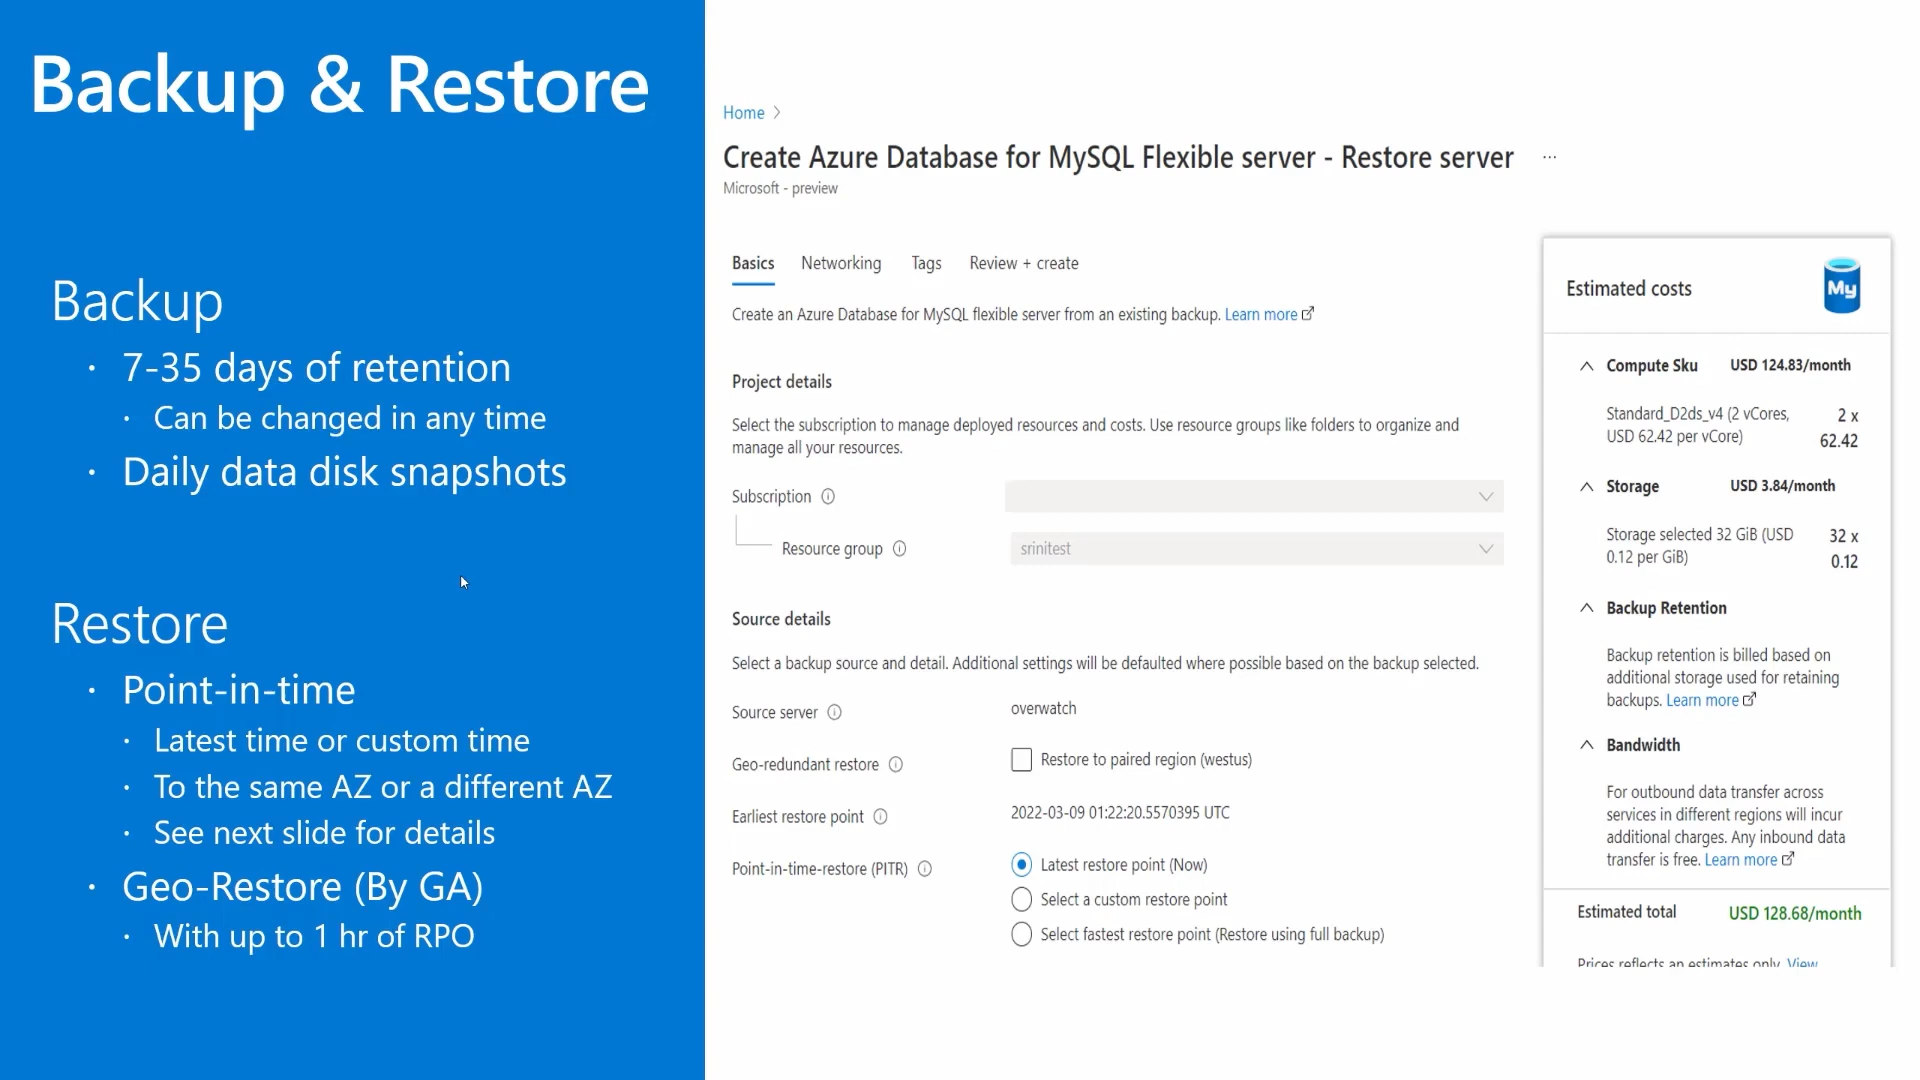 Backup & Restore
Backup
· 7-35 days of retention
· Can be changed in any time
· Daily data disk snapshots
Restore
· Point-in-time
· Latest time or custom time
· To the same AZ or a different AZ
· See next slide for details
· Geo-Restore (By GA)
· With up to 1 hr of RPO
Home >
Create Azure Database for MySQL Flexible server - Restore server ...
Microsoft - preview
Basics Networking Tags Review + create
Create an Azure Database for MySQL flexible server from an existing backup. Learn more
Project details
Select the subscription to manage deployed resources and costs. Use resource groups like folders to organize and
manage all your resources.
Subscription
Resource group srinitest
Source details
Select a backup source and detail. Additional settings will be defaulted where possible based on the backup selected.
Source server overwatch
Geo-redundant restore Restore to paired region (westus)
Earliest restore point 2022-03-09 01:22:20.5570395 UTC
Point-in-time-restore (PITR) Latest restore point (Now)
Select a custom restore point
Select fastest restore point (Restore using full backup)
Estimated costs
My
Compute Sku USD 124.83/month
Standard_D2ds_v4 (2 vCores, 2 x
USD 62.42 per vCore) 62.42
Storage USD 3.84/month
Storage selected 32 GiB (USD 32 x
0.12 per GiB) 0.12
Backup Retention
Backup retention is billed based on
additional storage used for retaining
backups. Learn more
Bandwidth
For outbound data transfer across
services in different regions will incur
additional charges. Any inbound data
transfer is free. Learn more
Estimated total USD 128.68/month
Prices reflects an estimates only. View